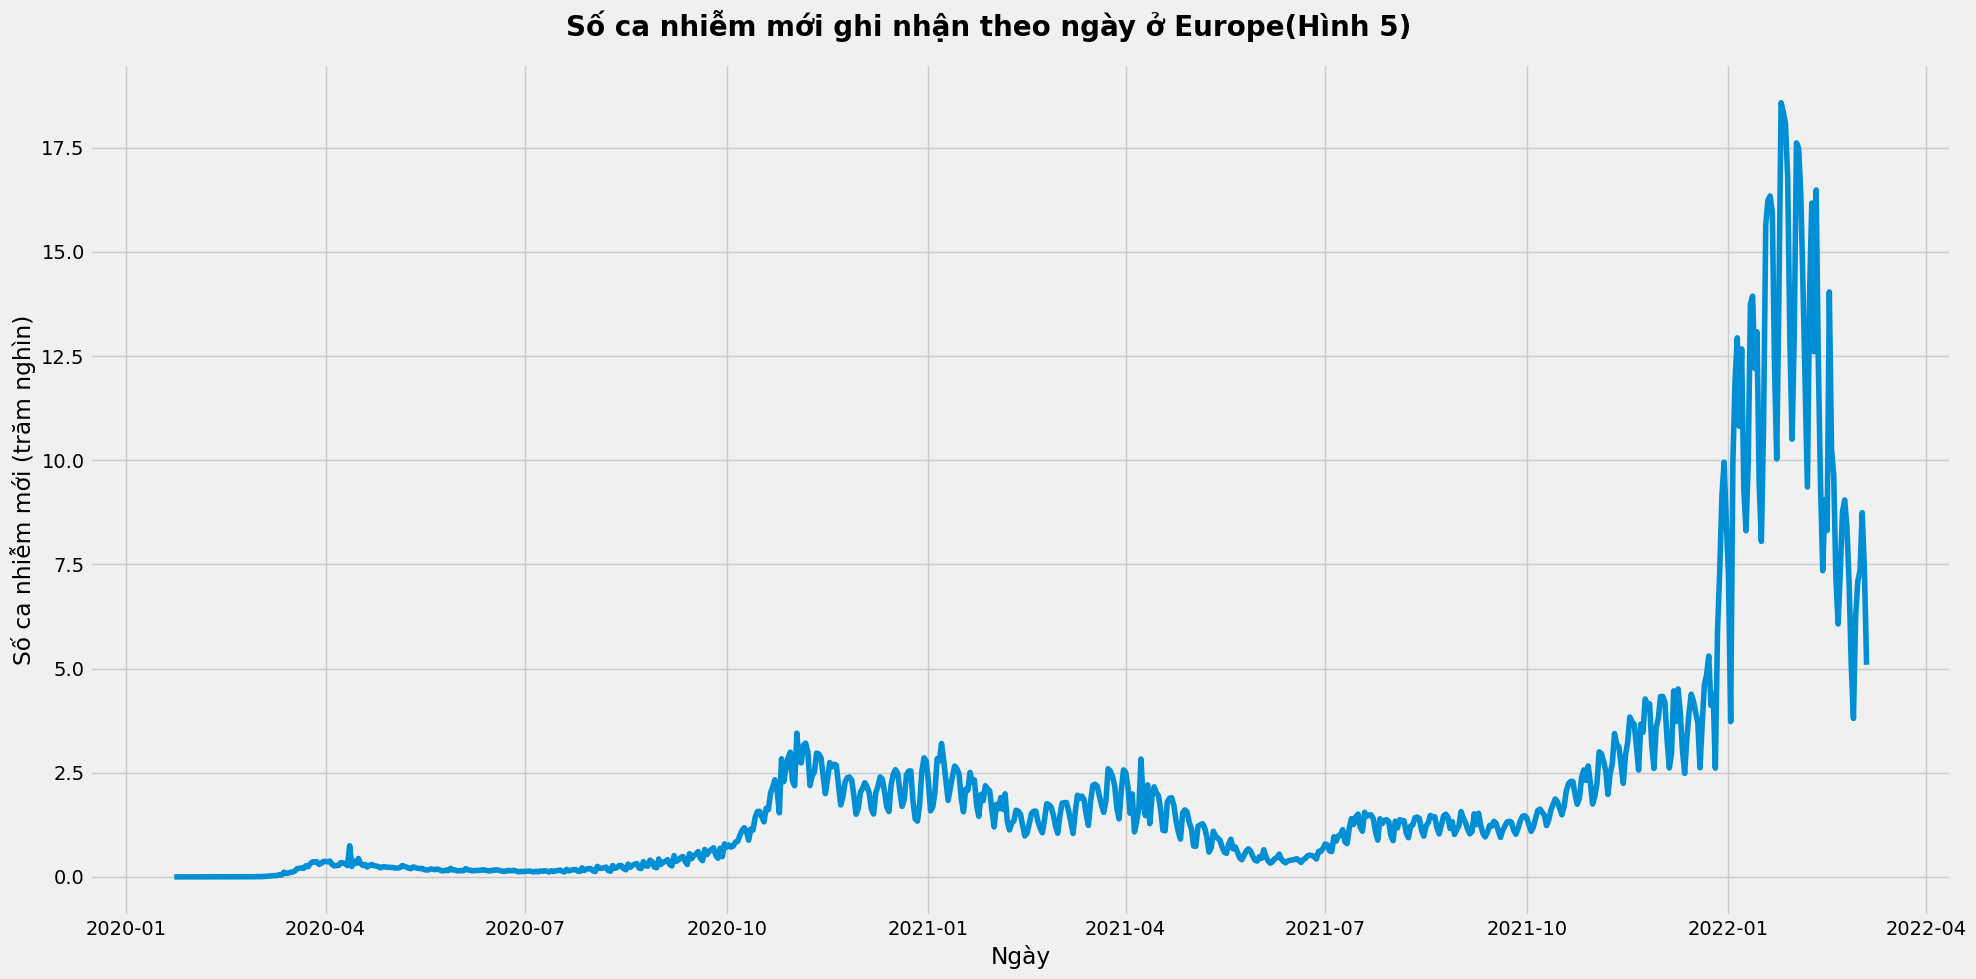 Số ca nhiễm mới ghi nhận theo ngày ở Europe(Hình 5)
Số ca nhiễm mới (trăm nghìn)
17.5
15.0
12.5
10.0
7.5
5.0
2.5
0.0
2020-01 2020-04 2020-07 2020-10 2021-01 2021-04 2021-07 2021-10 2022-01 2022-04
Ngày